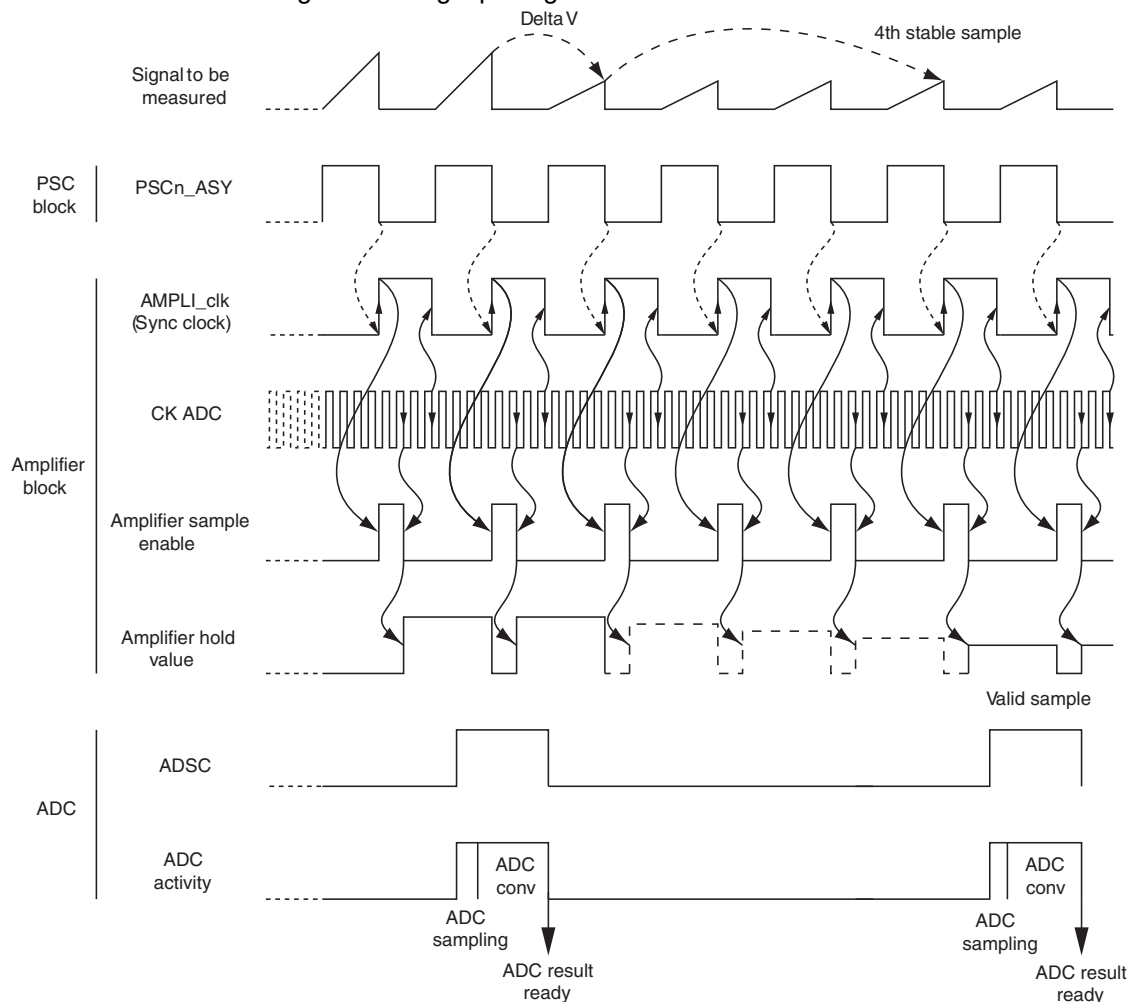 Delta V
4th stable sample
Signal to be
measured
PSC
block
PSCn_ASY
AMPLI_clk
(Sync clock)
CK ADC
Amplifier
block
Amplifier sample
enable
Amplifier hold
value
Valid sample
ADSC
ADC
ADC
activity
ADC
conv
ADC
conv
ADC
sampling
ADC
sampling
ADC result
ready
ADC result
ready